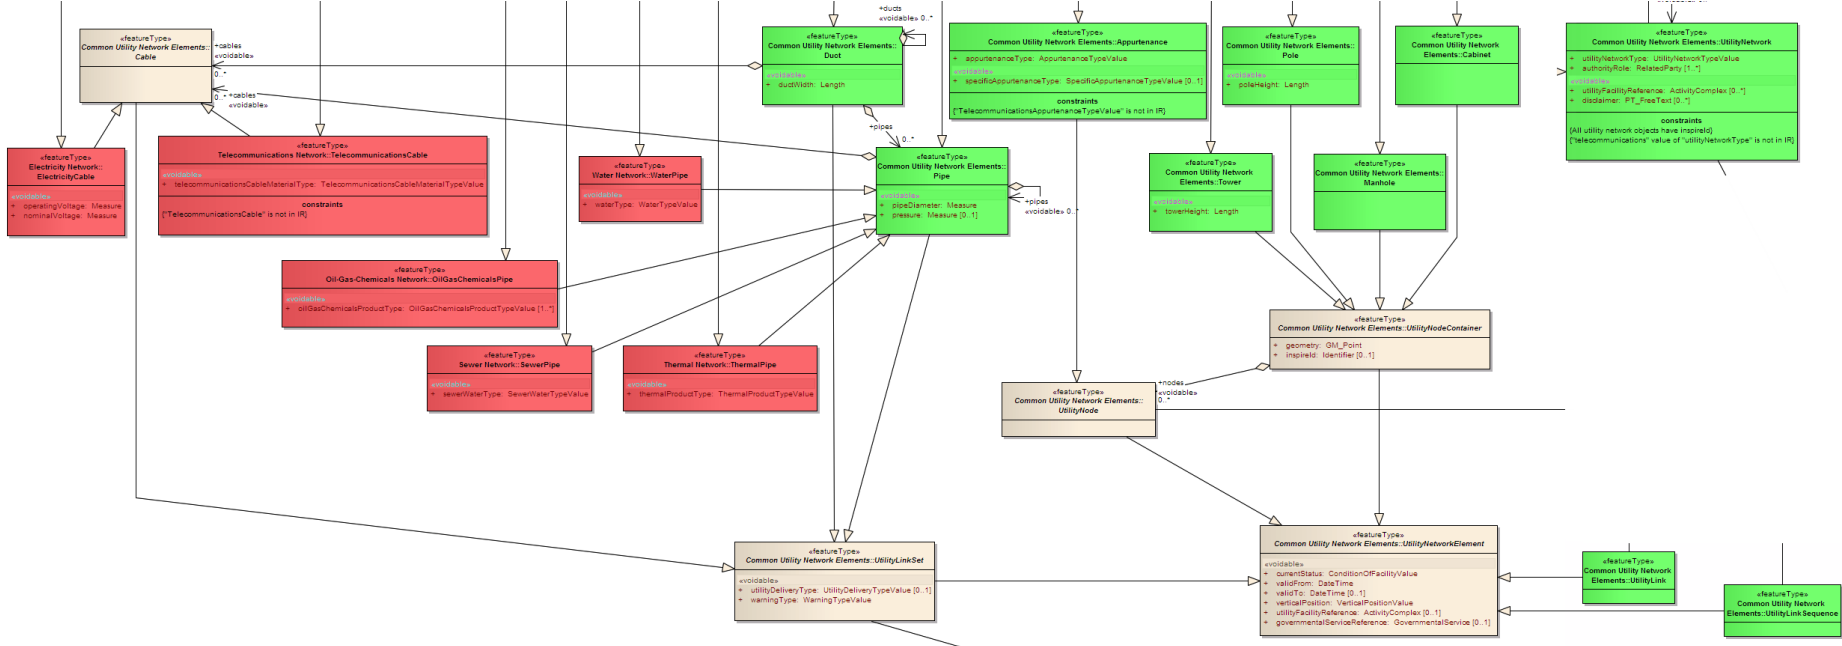 «featureType»
Common Utility Network Elements::
Cable
+cables
«voidable»
0..*
+cables
0..*
«voidable»
«featureType»
Common Utility Network Elements::
Duct
«voidable»
+ ductWidth: Length
+ducts
«voidable» 0..*
+pipes
0..*
«featureType»
Common Utility Network Elements::Appurtenance
+ appurtenanceType: AppurtenanceTypeValue
«voidable»
+ specificAppurtenanceType: SpecificAppurtenanceTypeValue [0..1]
constraints
{"TelecommunicationsAppurtenanceTypeValue" is not in IR}
«featureType»
Common Utility Network Elements::
Pole
«voidable»
+ poleHeight: Length
«featureType»
Common Utility Network
Elements::Cabinet
«featureType»
Common Utility Network Elements::UtilityNetwork
+ utilityNetworkType: UtilityNetworkTypeValue
+ authorityRole: RelatedParty [1..*]
«voidable»
+ utilityFacilityReference: ActivityComplex [0..*]
+ disclaimer: PT_FreeText [0..*]
constraints
{All utility network objects have inspireId}
{"telecommunications" value of "utilityNetworkType" is not in IR}
«featureType»
Electricity Network::
ElectricityCable
«voidable»
+ operatingVoltage: Measure
+ nominalVoltage: Measure
«featureType»
Telecommunications Network::TelecommunicationsCable
«voidable»
+ telecommunicationsCableMaterialType: TelecommunicationsCableMaterialTypeValue
constraints
{"TelecommunicationsCable" is not in IR}
«featureType»
Water Network::WaterPipe
«voidable»
+ waterType: WaterTypeValue
«featureType»
Common Utility Network Elements::
Pipe
«voidable»
+ pipeDiameter: Measure
+ pressure: Measure [0..1]
+pipes
«voidable» 0..*
«featureType»
Common Utility Network
Elements::Tower
«voidable»
+ towerHeight: Length
«featureType»
Common Utility Network Elements::
Manhole
«featureType»
Oil-Gas-Chemicals Network::OilGasChemicalsPipe
«voidable»
+ oilGasChemicalsProductType: OilGasChemicalsProductTypeValue [1..*]
«featureType»
Sewer Network::SewerPipe
«voidable»
+ sewerWaterType: SewerWaterTypeValue
«featureType»
Thermal Network::ThermalPipe
«voidable»
+ thermalProductType: ThermalProductTypeValue
«featureType»
Common Utility Network Elements::UtilityNodeContainer
+ geometry: GM_Point
+ inspireId: Identifier [0..1]
«featureType»
Common Utility Network Elements::
UtilityNode
+nodes
«voidable»
0..*
«featureType»
Common Utility Network Elements::UtilityLinkSet
«voidable»
+ utilityDeliveryType: UtilityDeliveryTypeValue [0..1]
+ warningType: WarningTypeValue
«featureType»
Common Utility Network Elements::UtilityNetworkElement
«voidable»
+ currentStatus: ConditionOfFacilityValue
+ validFrom: DateTime
+ validTo: DateTime [0..1]
+ verticalPosition: VerticalPositionValue
+ utilityFacilityReference: ActivityComplex [0..1]
+ governmentalServiceReference: GovernmentalService [0..1]
«featureType»
Common Utility Network
Elements::UtilityLink
«featureType»
Common Utility Network
Elements::UtilityLinkSequence